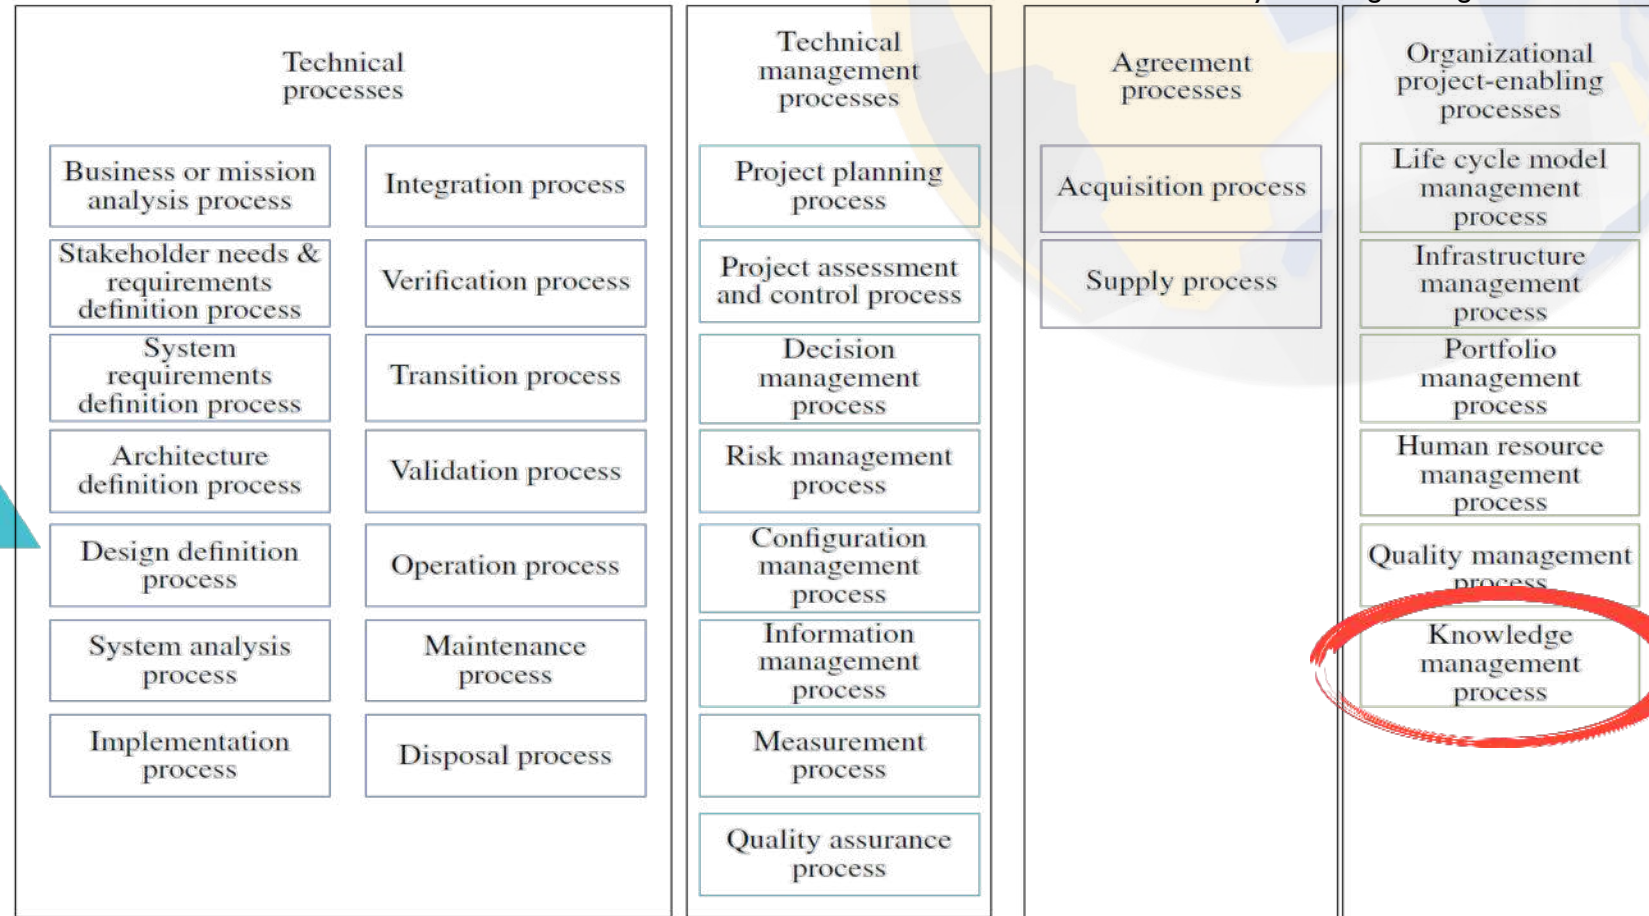 Technical
processes
Business or mission
analysis process
Stakeholder needs &
requirements
definition process
System
requirements
definition process
Architecture
definition process
Design definition
process
System analysis
process
Implementation
process
Integration process
Verification process
Transition process
Validation process
Operation process
Maintenance
process
Disposal process
Technical
management
processes
Project planning
process
Project assessment
and control process
Decision
management
process
Risk management
process
Configuration
management
process
Information
management
process
Measurement
process
Quality assurance
process
Agreement
processes
Acquisition process
Supply process
Organizational
project-enabling
processes
Life cycle model
management
process
Infrastructure
management
process
Portfolio
management
process
Human resource
management
process
Quality management
process
Knowledge
management
process